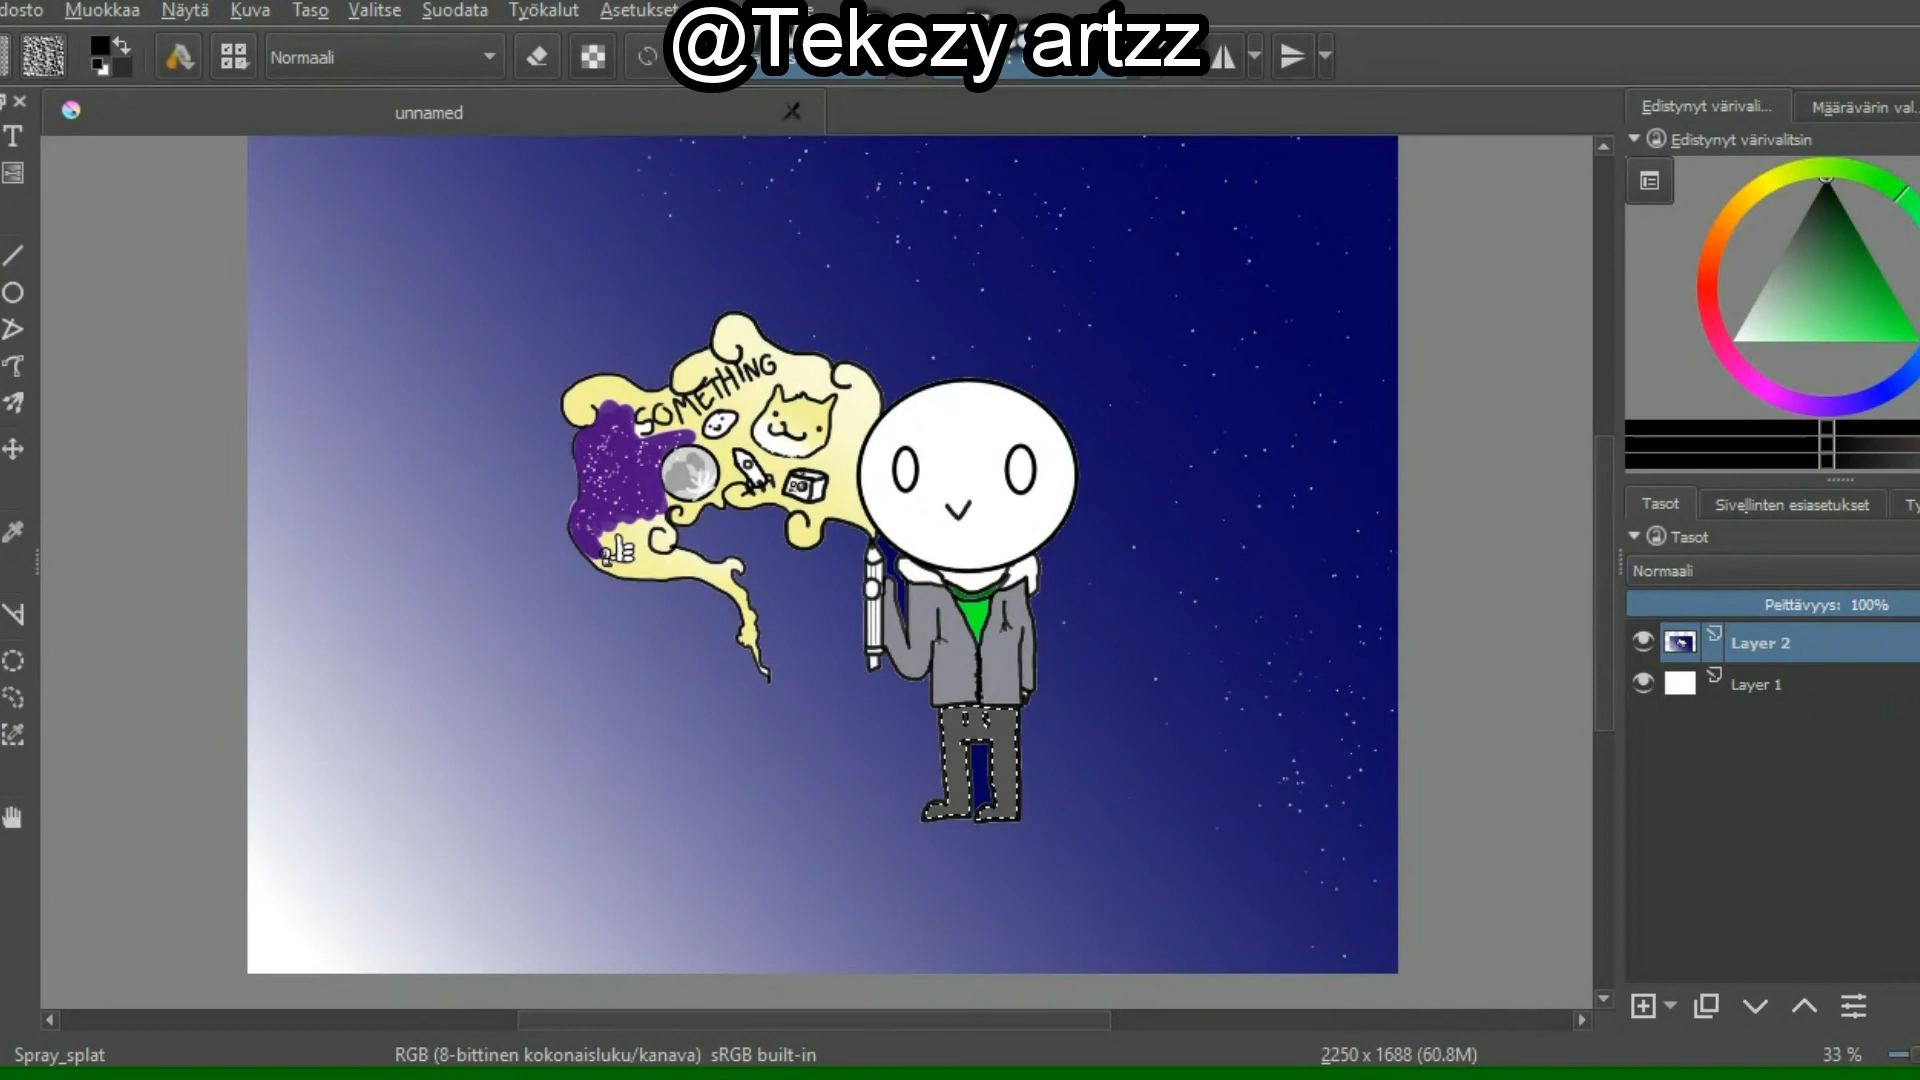 dosto Muokkaa Näytä Kuva Taso Valitse Suodata Työkalut Asetukset
@Tekezy artzz
Normaali
unnamed
Edistynyt värivali... Määrävärin val...
Edistynyt värivalitsin
SOMETHING
Tasot Sivellinten esiasetukset Ty
Tasot
Normaali
Peittävyys: 100%
Layer 2
Layer 1
Spray_splat RGB (8-bittinen kokonaisluku/kanava) sRGB built-in 2250 x 1688 (60.8M) 33 %